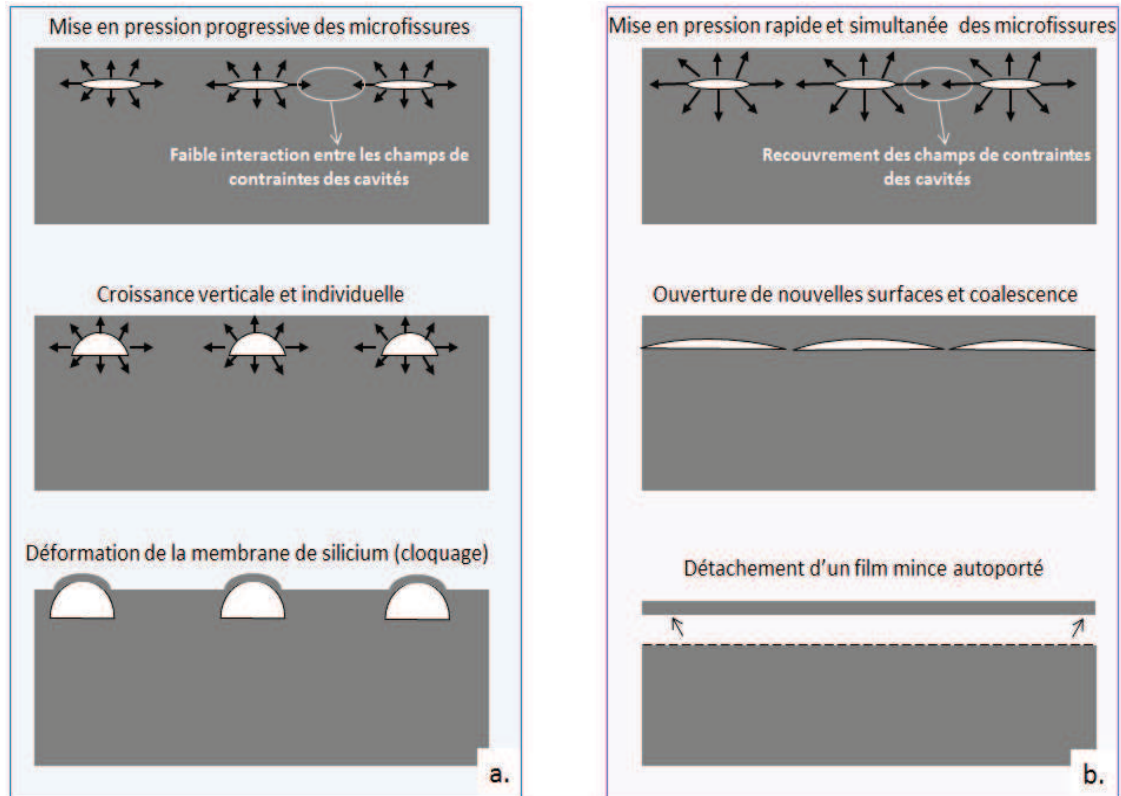 Mise en pression progressive des microfissures
Faible interaction entre les champs de
contraintes des cavités
Croissance verticale et individuelle
Déformation de la membrane de silicium (cloquage)
a.
Mise en pression rapide et simultanée des microfissures
Recouvrement des champs de contraintes
des cavités
Ouverture de nouvelles surfaces et coalescence
Détachement d'un film mince autoporté
b.